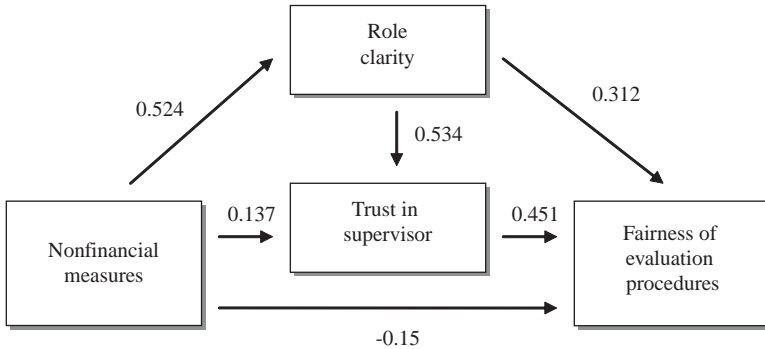 Role
clarity
0.524
0.312
0.534
Nonfinancial
measures
0.137
Trust in
supervisor
0.451
Fairness of
evaluation
procedures
-0.15